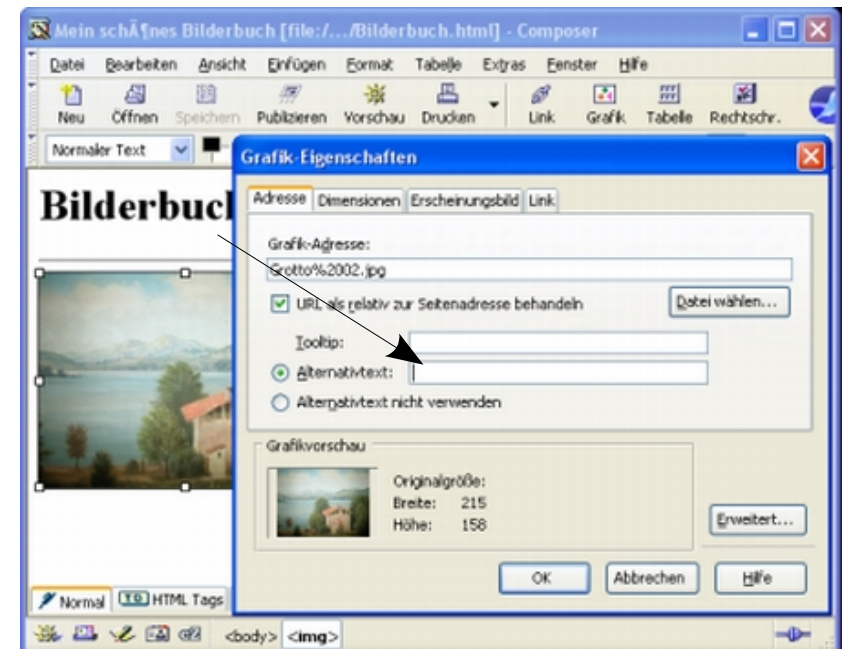 Mein schÃ¶nes Bilderbuch [file:/.../Bilderbuch.html] - Composer
Datei Bearbeiten Ansicht Einfügen Format Tabelle Extras Fenster Hilfe
Neu Öffnen Speichern Publizieren Vorschau Drucken Link Grafik Tabelle Rechtschr.
Normaler Text
Grafik-Eigenschaften
Bilderbuc
Adresse Dimensionen Erscheinungsbild Link
Grafik-Adresse:
Grotto%2002.jpg
URL als relativ zur Seitenadresse behandeln
Datei wählen...
Tooltip:
Alternativtext:
Alternativtext nicht verwenden
Grafikvorschau
Originalgröße:
Breite: 215
Höhe: 158
Erweitert...
OK Abbrechen Hilfe
Normal TD HTML Tags
<body> <img>